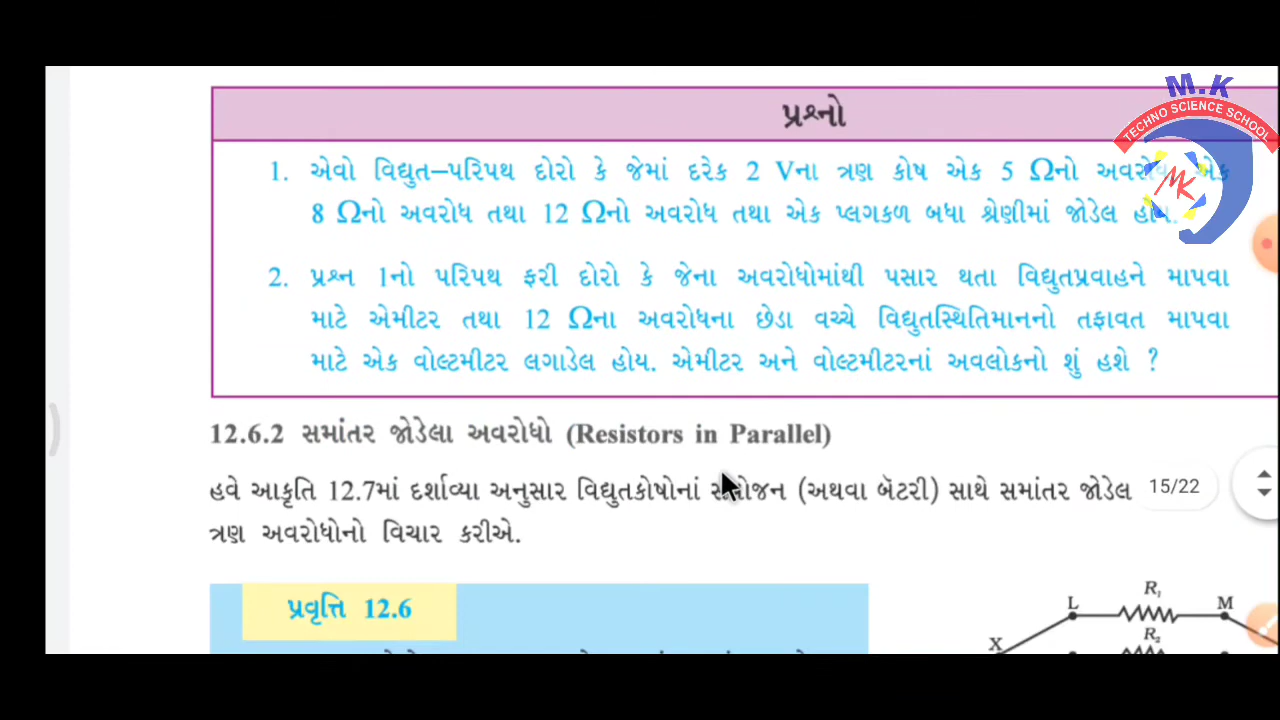 M.K
TECHNO SCIENCE SCHOOL
MK
પ્રશ્નો
1. એવો વિદ્યુત–પરિપથ દોરો કે જેમાં દરેક 2 Vના ત્રણ કોષ એક 5 Ωનો એક
8 Ωનો અવરોધ તથા 12 Ωનો અવરોધ તથા એક પ્લગકળ બધા શ્રેણીમાં જોડેલ હોય.
2. પ્રશ્ન 1નો પરિપથ ફરી દોરો કે જેના અવરોધોમાંથી પસાર થતા વિદ્યુતપ્રવાહને માપવા
માટે એમીટર તથા 12 Ωના અવરોધના છેડા વચ્ચે વિદ્યુતસ્થિતિમાનનો તફાવત માપવા
માટે એક વોલ્ટમીટર લગાડેલ હોય. એમીટર અને વોલ્ટમીટરનાં અવલોકનો શું હશે ?
12.6.2 સમાંતર જોડેલા અવરોધો (Resistors in Parallel)
હવે આકૃતિ 12.7માં દર્શાવ્યા અનુસાર વિદ્યુતકોષોનાં (અથવા બૅટરી) સાથે સમાંતર જોડેલ
15/22
ત્રણ અવરોધોનો વિચાર કરીએ.
પ્રવૃત્તિ 12.6
R₁
L M
R₂
X